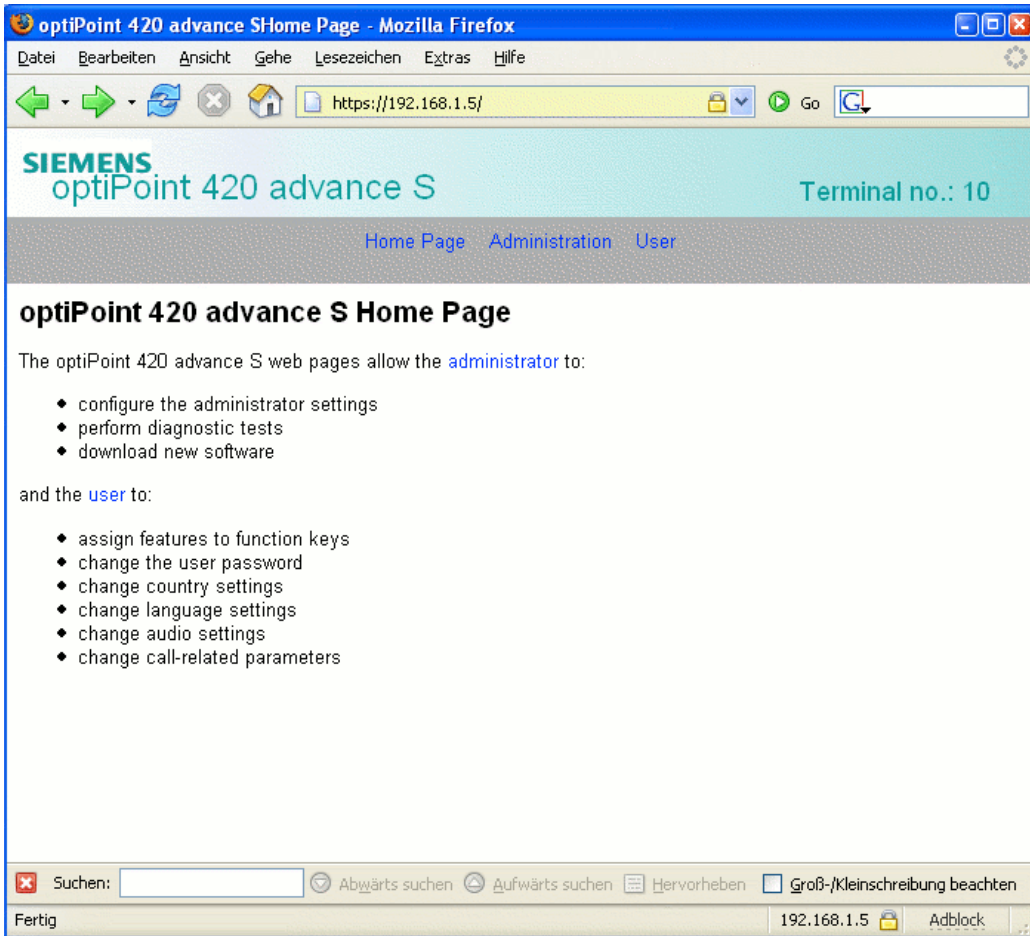 optiPoint 420 advance SHome Page - Mozilla Firefox
Datei Bearbeiten Ansicht Gehe Lesezeichen Extras Hilfe
https://192.168.1.5/ Go G
SIEMENS
optiPoint 420 advance S
Terminal no.: 10
Home Page Administration User
optiPoint 420 advance S Home Page
The optiPoint 420 advance S web pages allow the administrator to:
configure the administrator settings
perform diagnostic tests
download new software
and the user to:
assign features to function keys
change the user password
change country settings
change language settings
change audio settings
change call-related parameters
Suchen: Abwärts suchen Aufwärts suchen Hervorheben Groß-/Kleinschreibung beachten
Fertig 192.168.1.5 Adblock